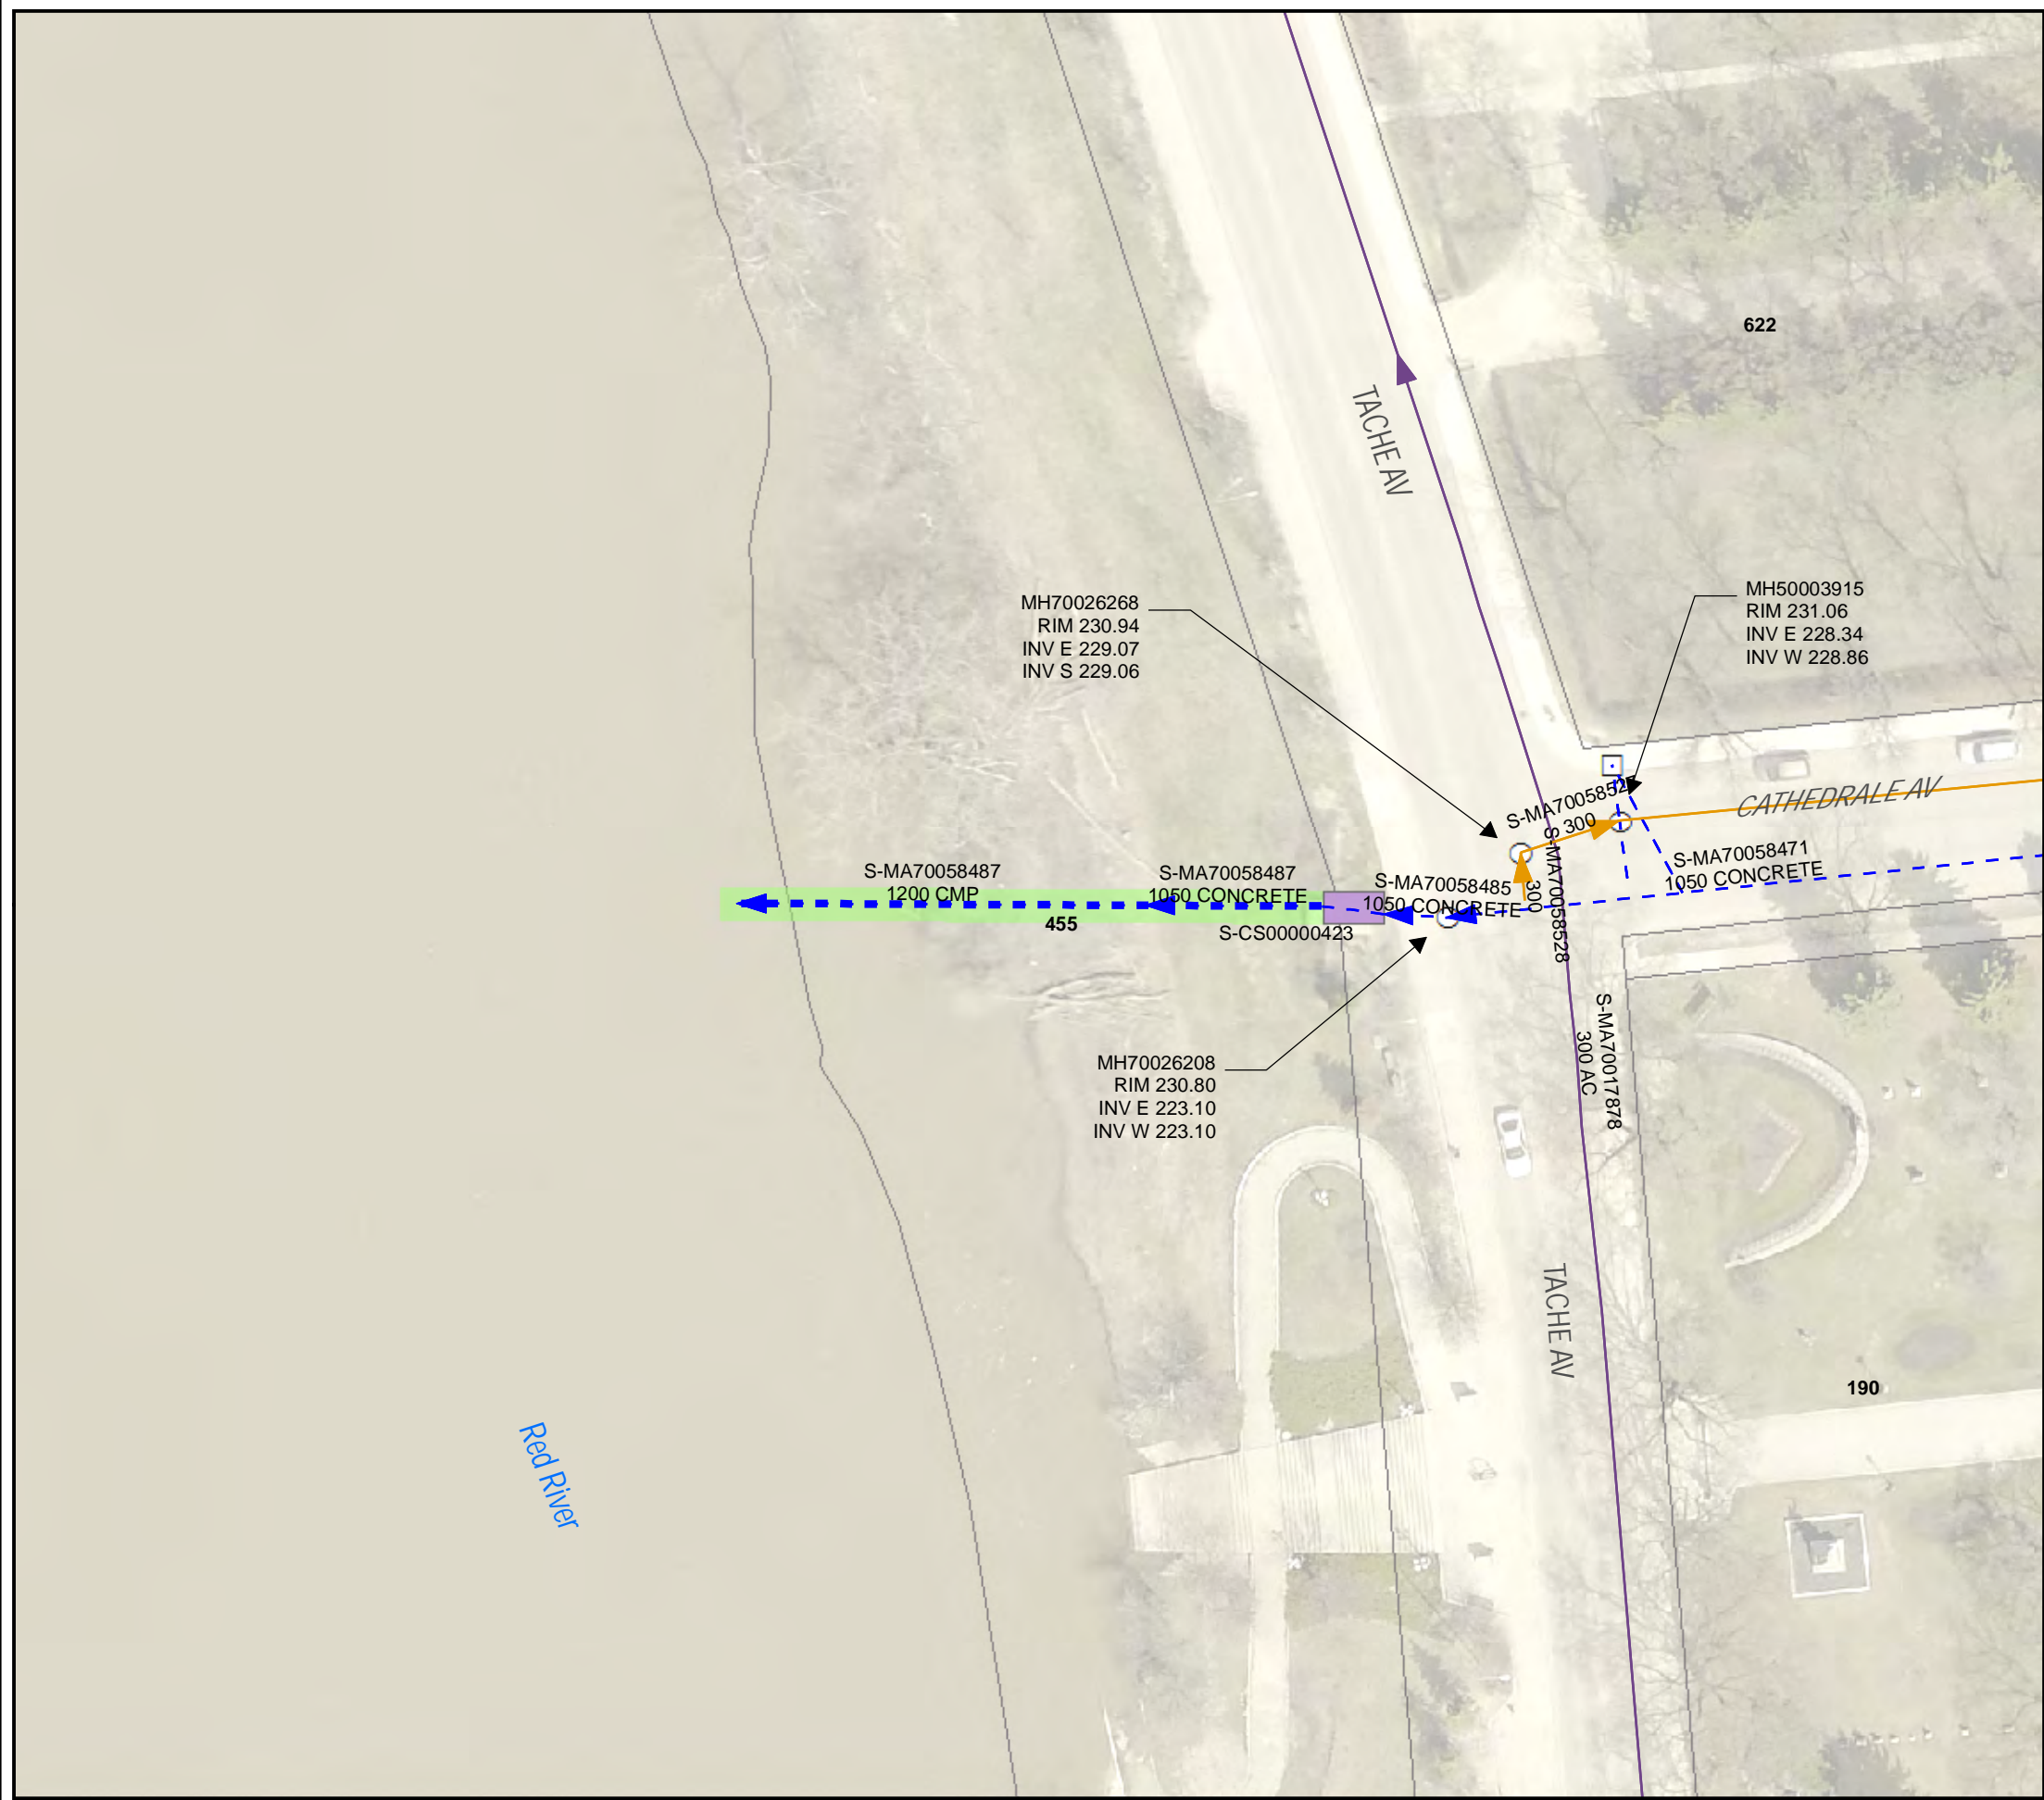 622
TACHE AV
MH70026268
RIM 230.94
INV E 229.07
INV S 229.06
MH50003915
RIM 231.06
INV E 228.34
INV W 228.86
CATHEDRALE AV
300
S-MA70058528
300
S-MA70058471
1050 CONCRETE
S-MA70058487
1200 CMP
S-MA70058487
1050 CONCRETE
S-MA70058485
1050 CONCRETE
455
S-CS00000423
S-MA70017878
300 AC
MH70026208
RIM 230.80
INV E 223.10
INV W 223.10
TACHE AV
190
Red River